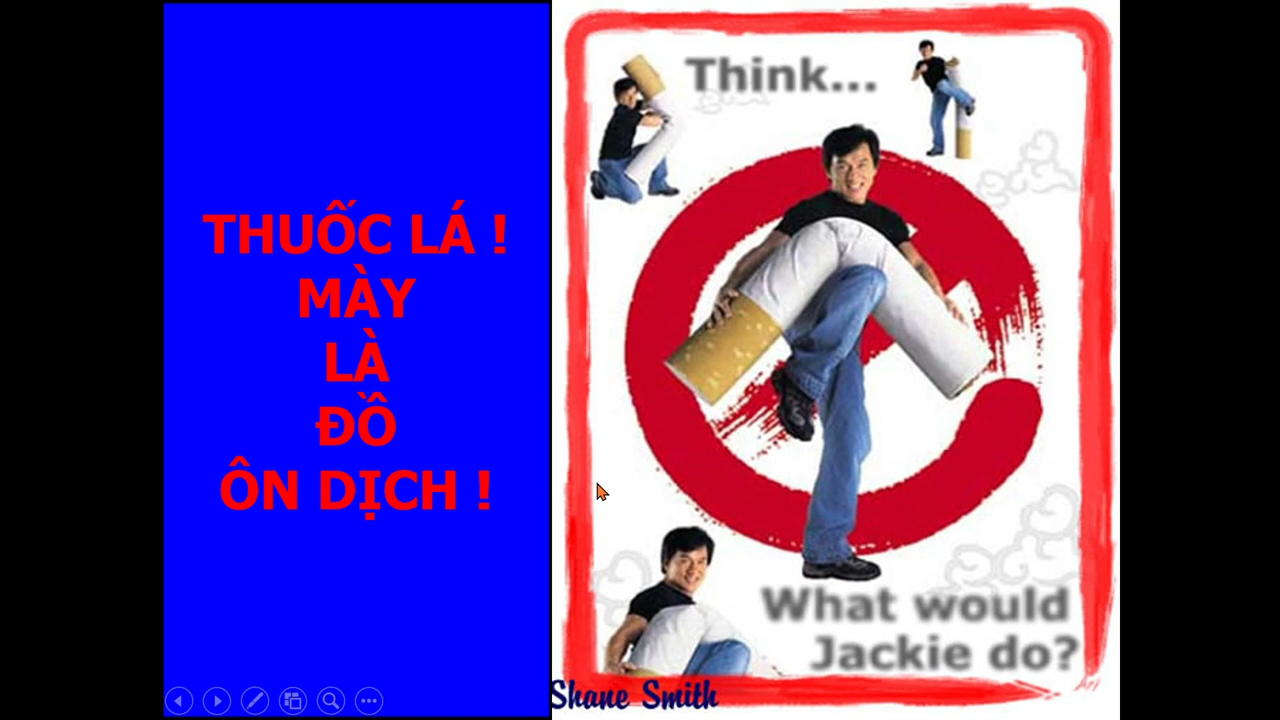 THUỐC LÁ !
MÀY
LÀ
ĐỒ
ÔN DỊCH !
Think...
What would
Jackie do?
Shane Smith